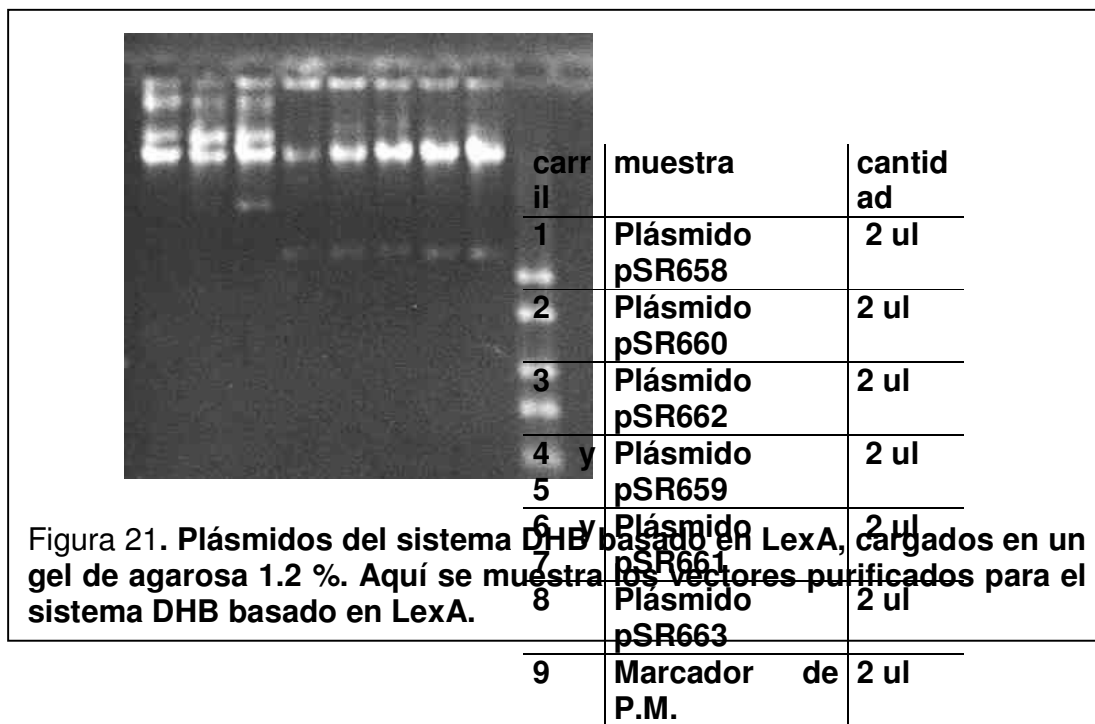 carr muestra cantid
il ad
1 Plásmido 2 ul
pSR658
2 Plásmido 2 ul
pSR660
3 Plásmido 2 ul
pSR662
4 y Plásmido 2 ul
5 pSR659
6 y Plásmido 2 ul
7 pSR661
8 Plásmido 2 ul
pSR663
9 Marcador de 2 ul
P.M.
Figura 21. Plásmidos del sistema DHB basado en LexA, cargados en un
gel de agarosa 1.2 %. Aquí se muestra los vectores purificados para el
sistema DHB basado en LexA.